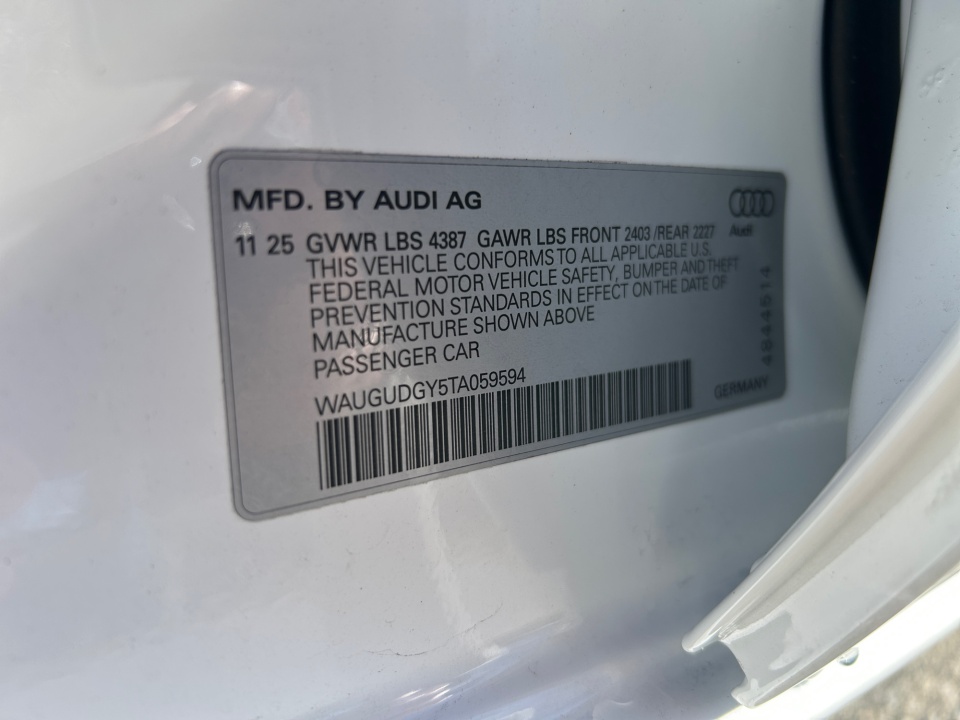 MFD. BY AUDI AG
Audi
11 25 GVWR LBS 4387 GAWR LBS FRONT 2403 /REAR 2227
THIS VEHICLE CONFORMS TO ALL APPLICABLE U.S.
FEDERAL MOTOR VEHICLE SAFETY, BUMPER AND THEFT
PREVENTION STANDARDS IN EFFECT ON THE DATE OF
MANUFACTURE SHOWN ABOVE
PASSENGER CAR
WAUGUDGY5TA059594
GERMANY
4844514